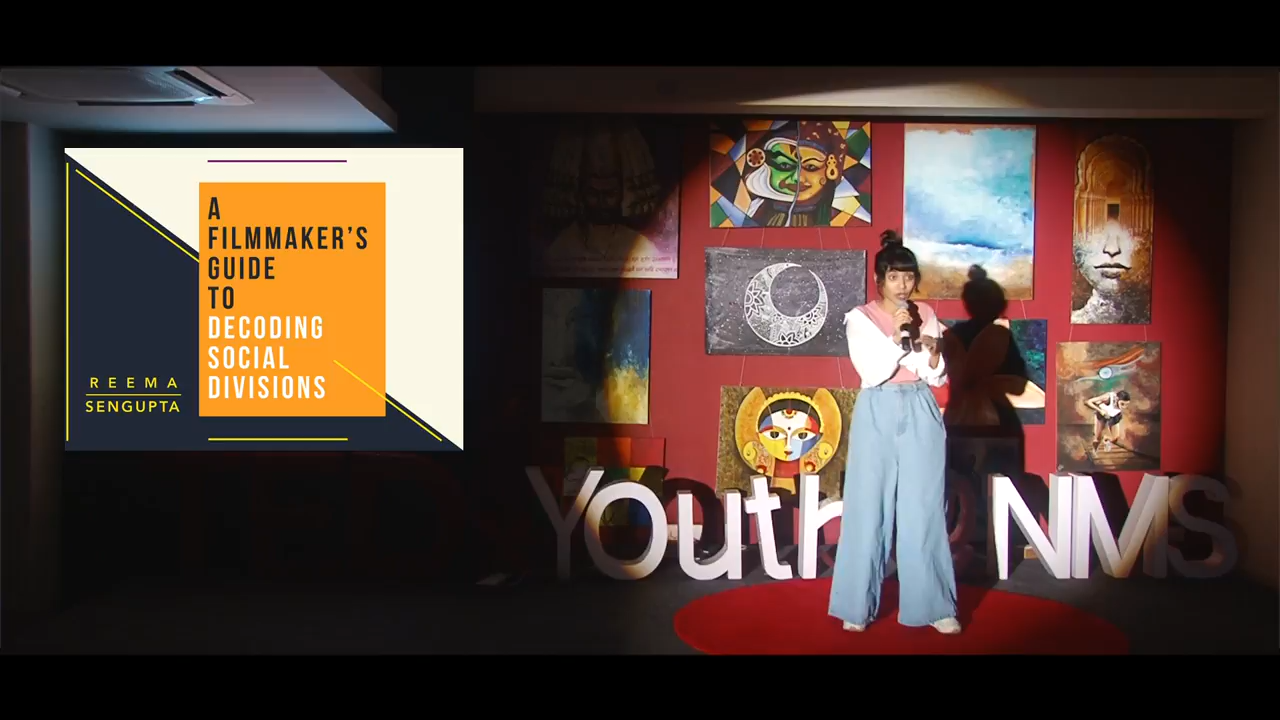 A
FILMMAKER'S
GUIDE
TO
DECODING
SOCIAL
DIVISIONS
REEMA
SENGUPTA
Youth NMS